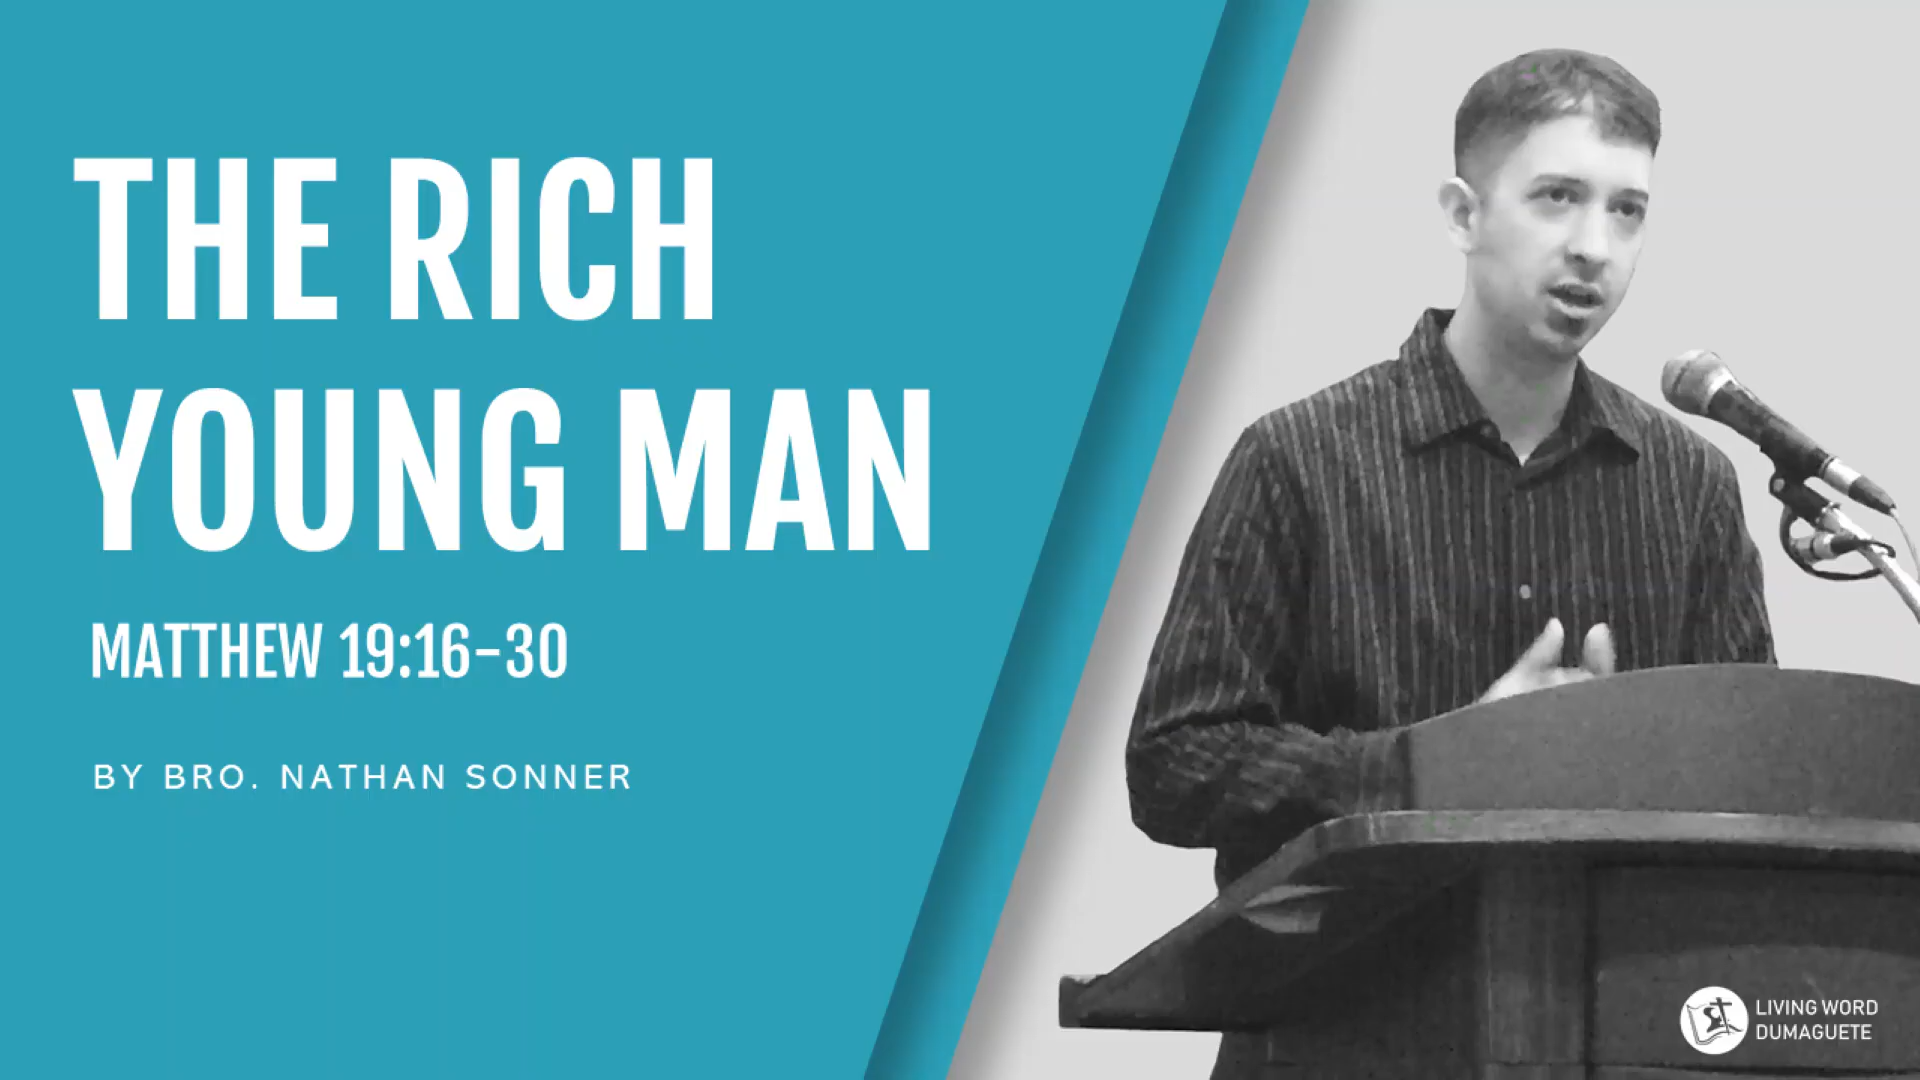 THE RICH
YOUNG MAN
MATTHEW 19:16-30
BY BRO. NATHAN SONNER
LIVING WORD
DUMAGUETE